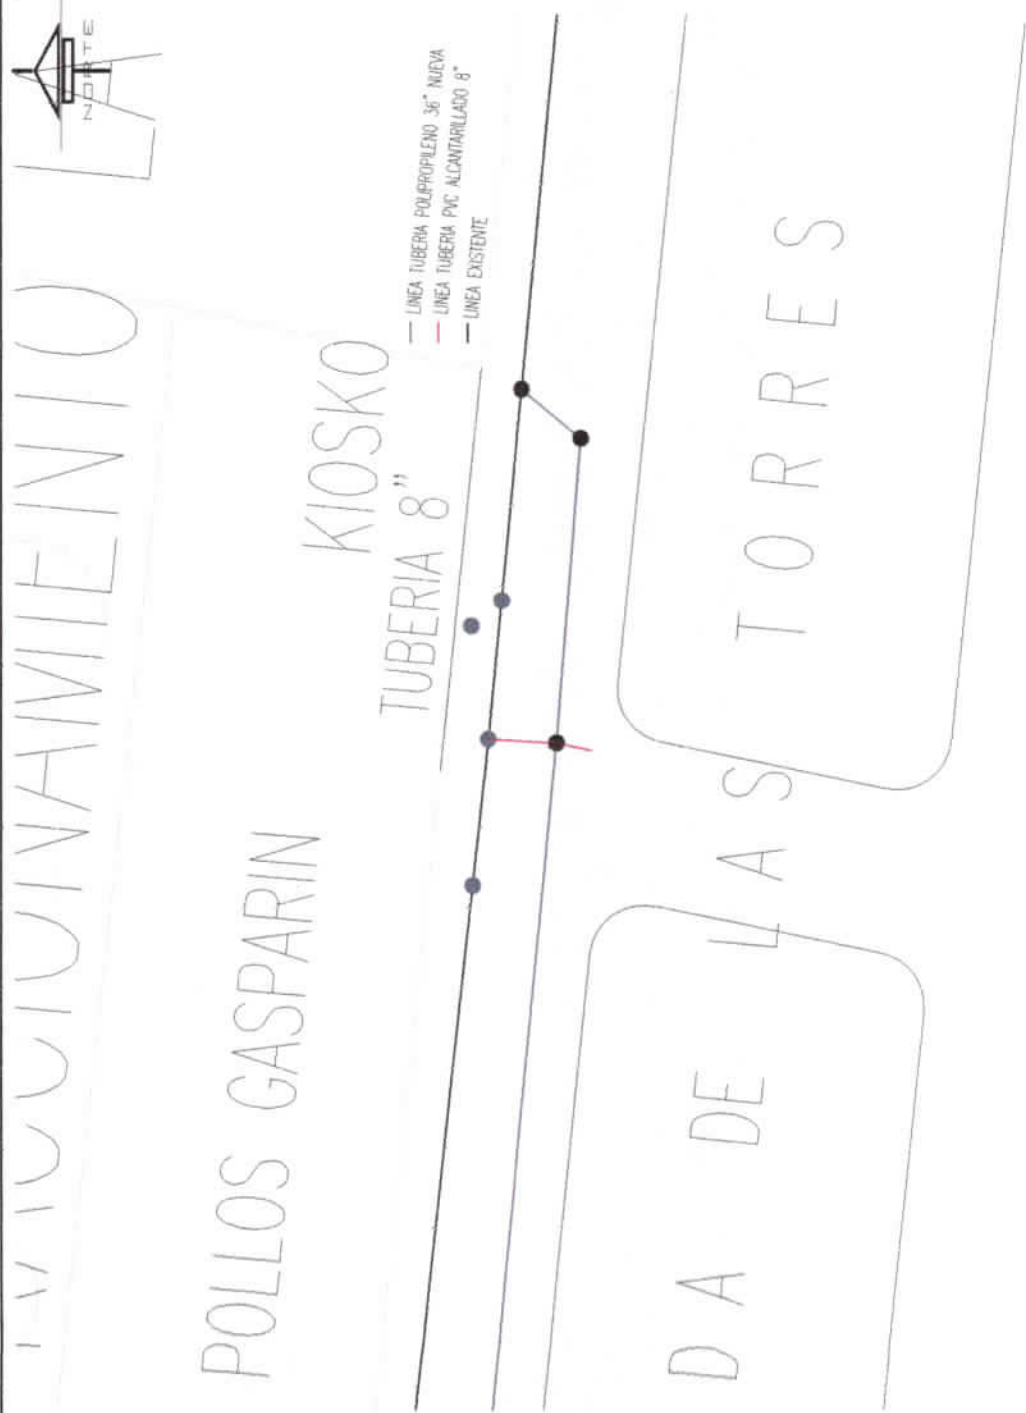 NORTE
LINEA TUBERIA POLIPROPILENO 36" NUEVA
LINEA TUBERIA PVC ALCANTARILLADO 8"
LINEA EXISTENTE
KIOSKO
TUBERIA 8"
POLLOS GASPARIN
DA DE LAS TORRES